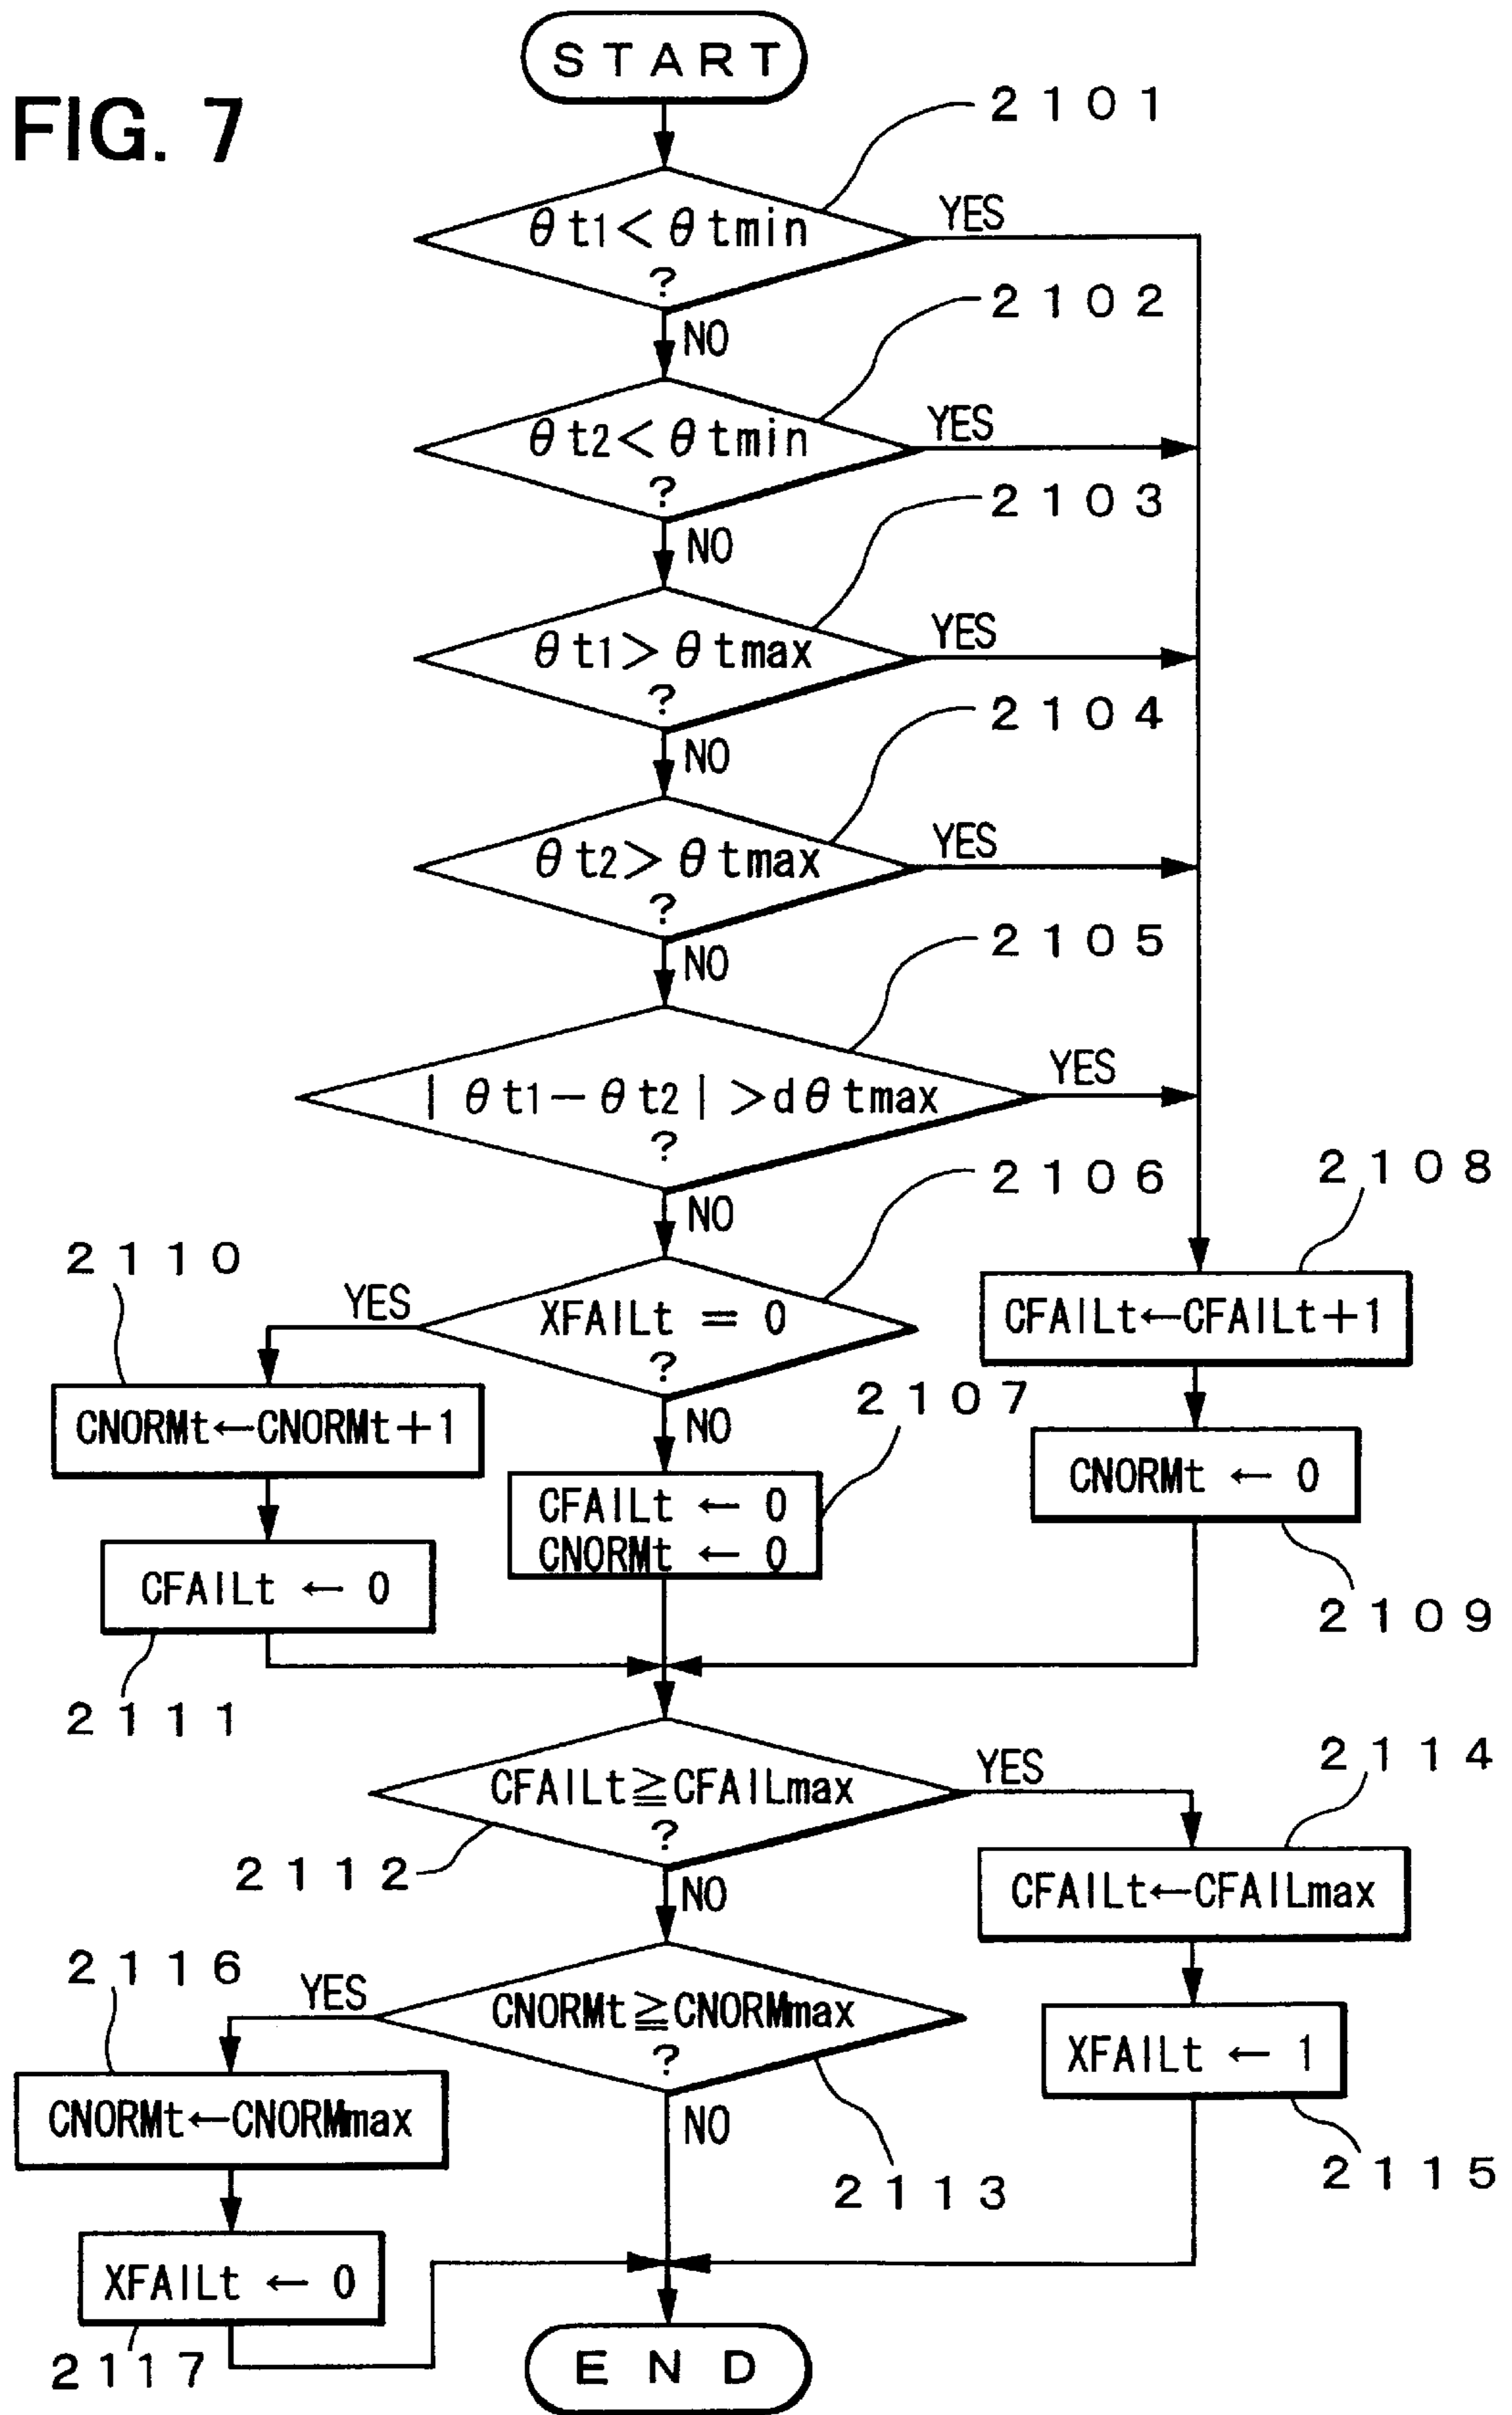 START
FIG. 7
2101
θt1<θtmin
?
YES
NO
2102
θt2<θtmin
?
YES
NO
2103
θt1>θtmax
?
YES
NO
2104
θt2>θtmax
?
YES
NO
2105
|θt1-θt2|>dθtmax
?
YES
NO
2106
XFAILt = 0
?
YES
NO
2108
CFAILt←CFAILt+1
2110
CNORMt←CNORMt+1
2107
CFAILt ← 0
CNORMt ← 0
CNORMt ← 0
2109
CFAILt ← 0
2111
CFAILt≧CFAILmax
?
YES
NO
2112
2114
CFAILt←CFAILmax
CNORMt≧CNORMmax
?
YES
NO
2113
2116
CNORMt←CNORMmax
XFAILt ← 1
2115
XFAILt ← 0
2117
END